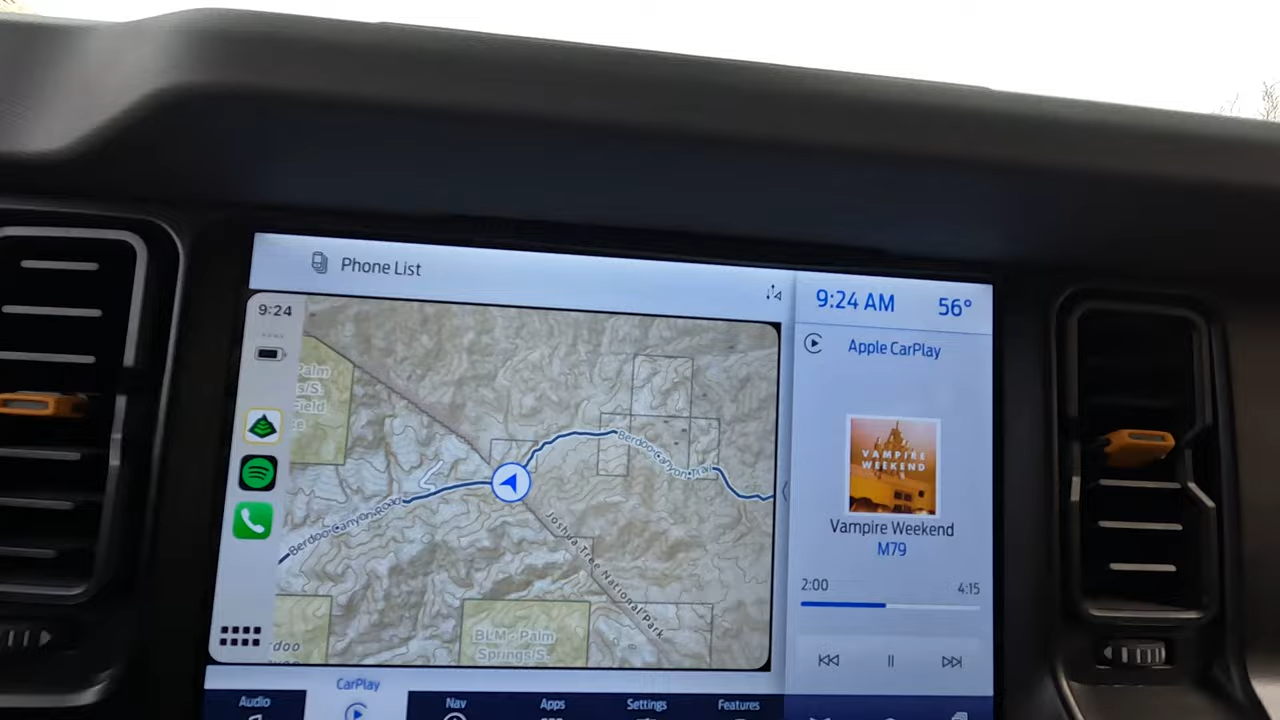 Phone List
9:24
9:24 AM
56°
Apple CarPlay
VAMPIRE
WEEKEND
Vampire Weekend
M79
2:00
4:15
Berdoo Canyon Trail
Berdoo Canyon Road
Joshua Tree National Park
BLM - Palm
Springs/S.
CarPlay
Audio
Nav
Apps
Settings
Features